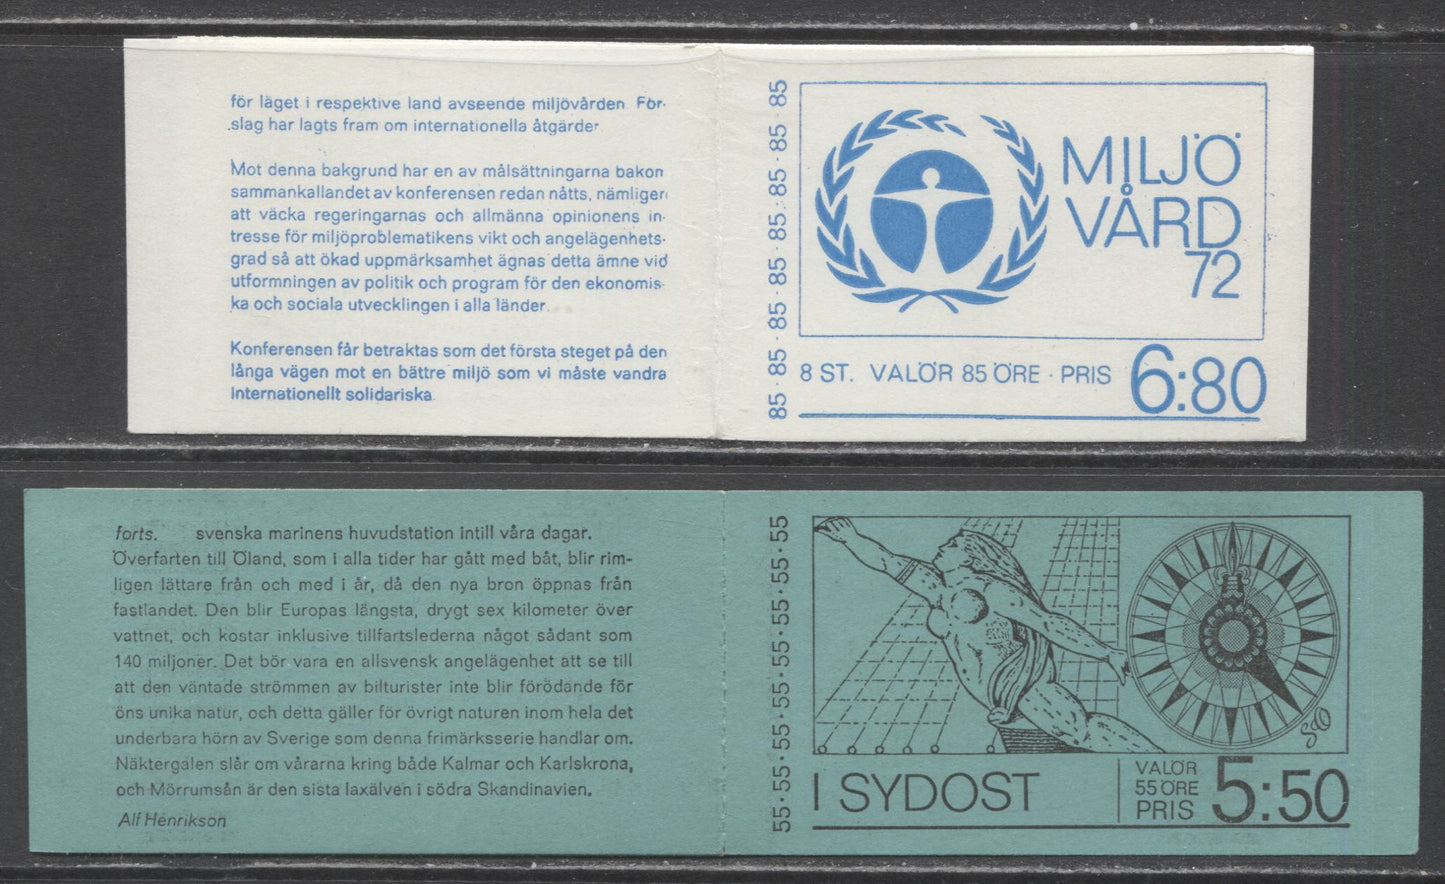 för läget i respektive land avseende miljövården. För-
slag har lagts fram om internationella åtgärder
Mot denna bakgrund har en av målsättningarna bakon
sammankallandet av konferensen redan nåtts, nämliger
att väcka regeringarnas och allmänna opinionens in-
tresse för miljöproblematikens vikt och angelägenhets-
grad så att ökad uppmärksamhet ägnas detta ämne vid
utformningen av politik och program för den ekonomis-
ka och sociala utvecklingen i alla länder.
Konferensen får betraktas som det första steget på den
långa vägen mot en bättre miljö som vi måste vandra
internationellt solidariska.
85·85·85·85·85·85·85·85
MILJÖ
VÅRD
72
8 ST. VALÖR 85 ÖRE · PRIS 6:80
forts. svenska marinens huvudstation intill våra dagar.
Överfarten till Öland, som i alla tider har gått med båt, blir rim-
ligen lättare från och med i år, då den nya bron öppnas från
fastlandet. Den blir Europas längsta, drygt sex kilometer över
vattnet, och kostar inklusive tillfartslederna något sådant som
140 miljoner. Det bör vara en allsvensk angelägenhet att se till
att den väntade strömmen av bilturister inte blir förödande för
öns unika natur, och detta gäller för övrigt naturen inom hela det
underbara hörn av Sverige som denna frimärksserie handlar om.
Näktergalen slår om vårarna kring både Kalmar och Karlskrona,
och Mörrumsån är den sista laxälven i södra Skandinavien.
Alf Henrikson
55·55·55·55·55·55·55·55
I SYDOST
VALÖR
55 ÖRE
PRIS 5:50